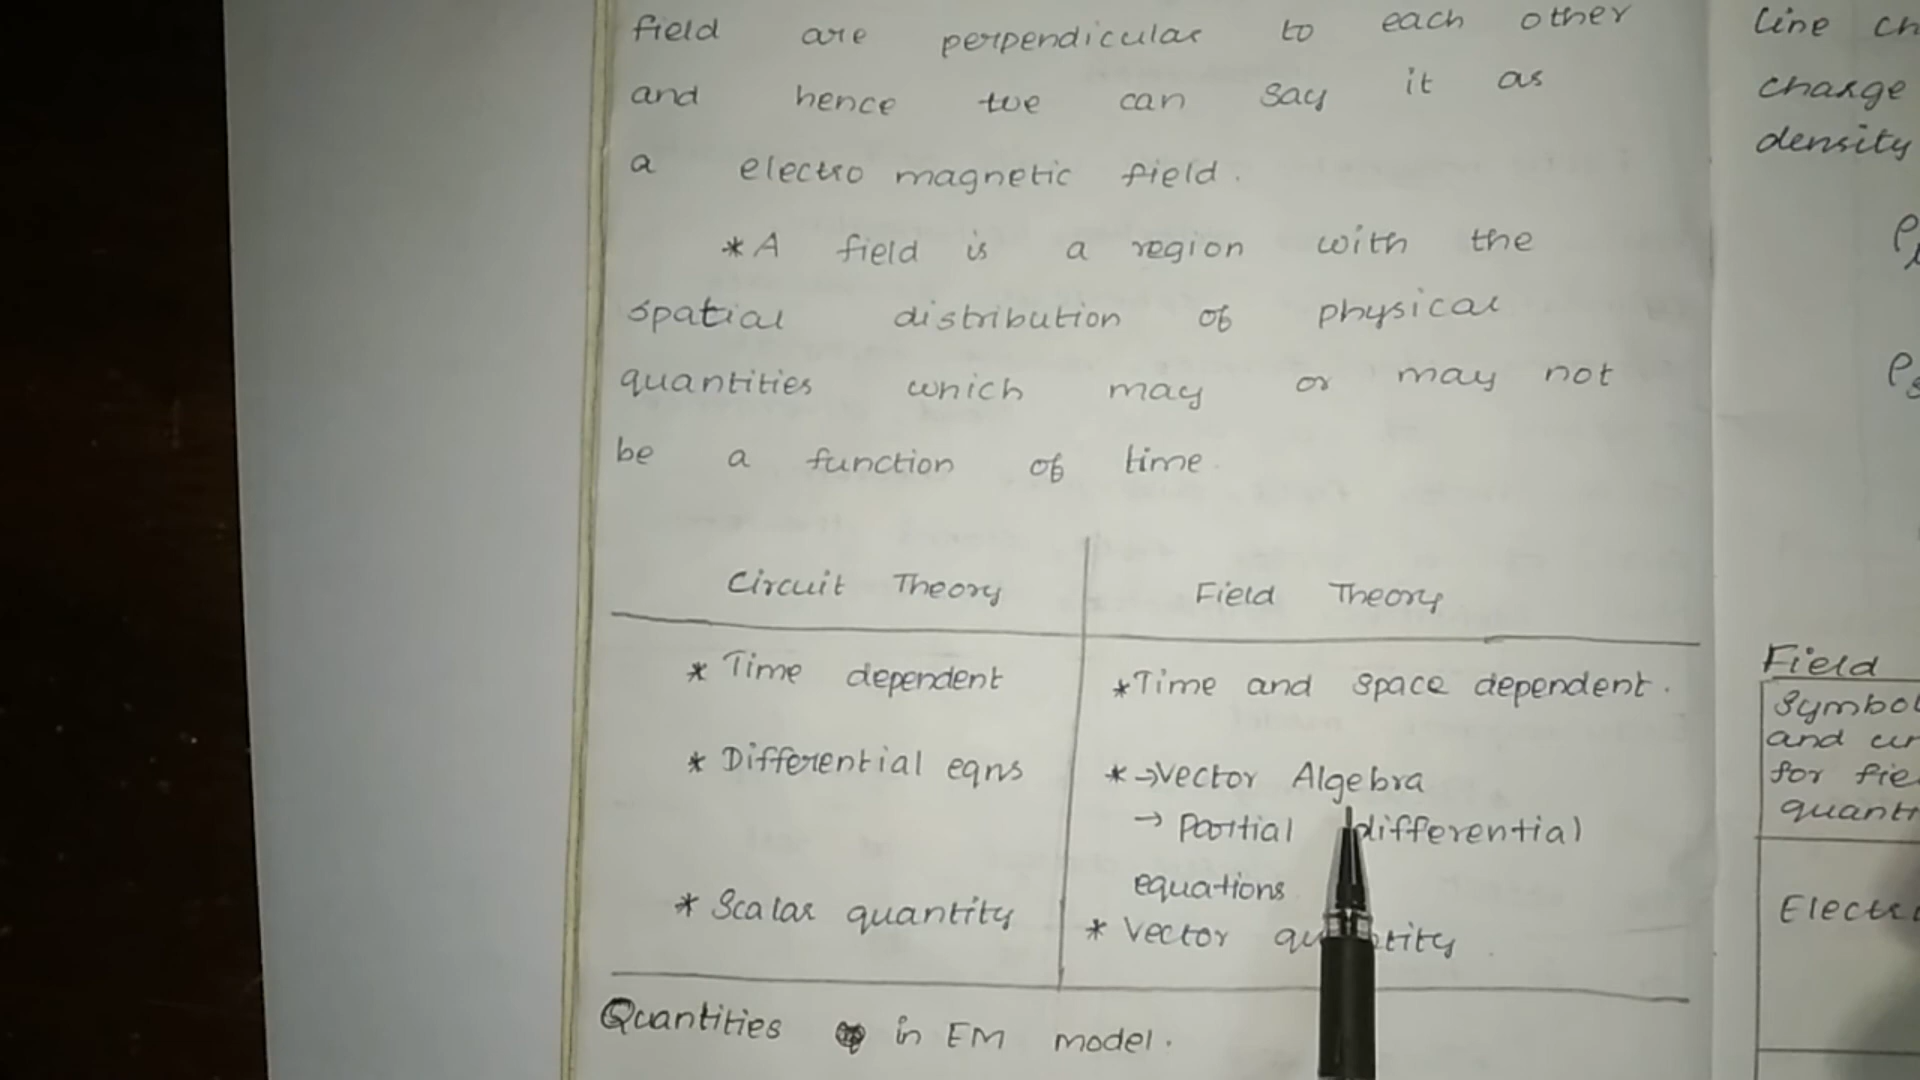 field are perpendicular to each other
and hence we can say it as
a electro magnetic field.
* A field is a region with the
spatial distribution of physical
quantities which may or may not
be a function of time.
Circuit Theory
* Time dependent
* Differential eqns
* Scalar quantity
Field Theory
* Time and space dependent.
* → Vector Algebra
→ Partial differential
equations
* Vector quantity.
Quantities in EM model.
line
charge
density
Field
and
for
Symbol